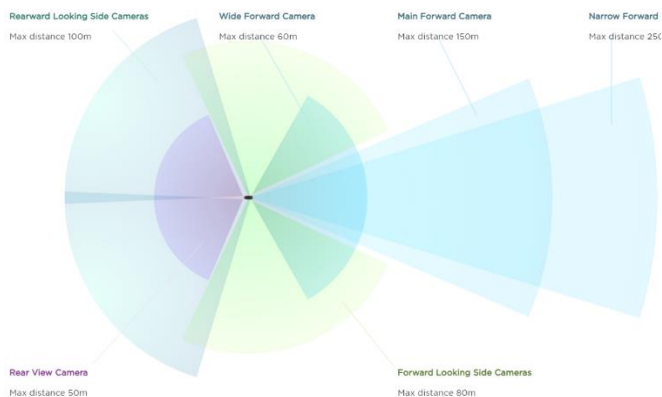 Rearward Looking Side Cameras
Max distance 100m
Wide Forward Camera
Max distance 60m
Main Forward Camera
Max distance 150m
Narrow Forward
Max distance 250
Rear View Camera
Max distance 50m
Forward Looking Side Cameras
Max distance 80m